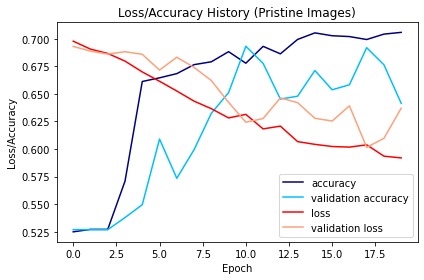 Loss/Accuracy History (Pristine Images)
Loss/Accuracy
0.700
0.675
0.650
0.625
0.600
0.575
0.550
0.525
accuracy
validation accuracy
loss
validation loss
0.0 2.5 5.0 7.5 10.0 12.5 15.0 17.5
Epoch